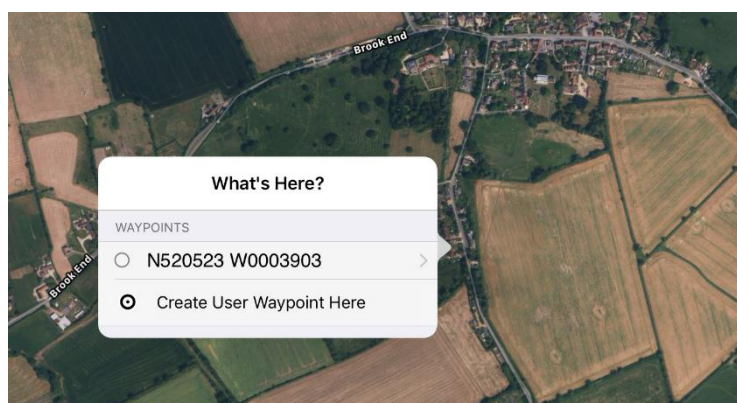 Brook End
What's Here?
WAYPOINTS
N520523 W0003903
Create User Waypoint Here
Brook End